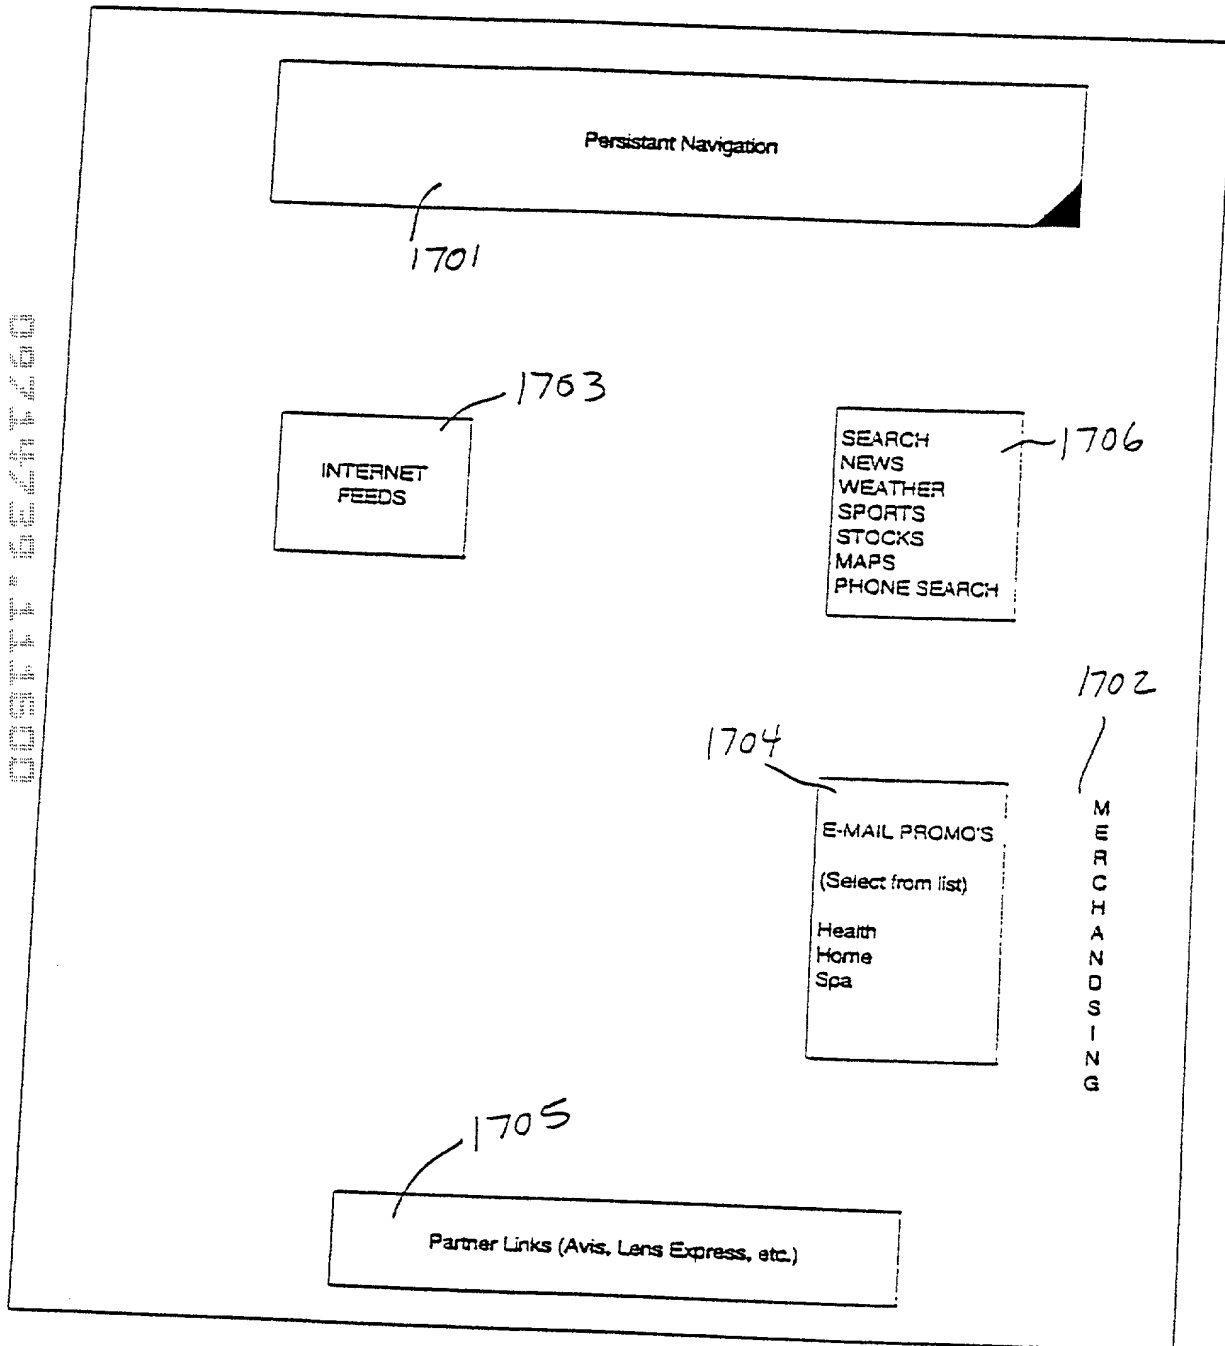 Persistant Navigation
1701
1703
INTERNET
FEEDS
SEARCH
NEWS
WEATHER
SPORTS
STOCKS
MAPS
PHONE SEARCH
1706
1702
1704
E-MAIL PROMO'S
(Select from list)
Health
Home
Spa
MERCHANDSING
1705
Partner Links (Avis, Lens Express, etc.)